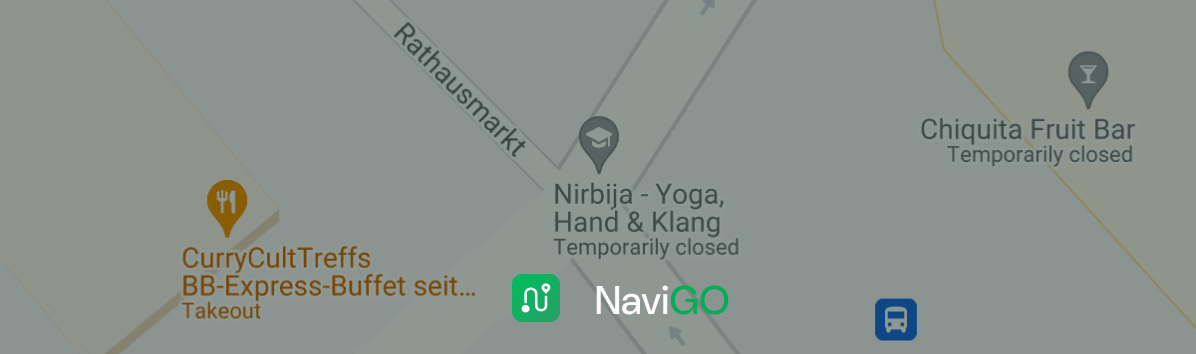 Rathausmarkt
Chiquita Fruit Bar
Temporarily closed
Nirbija - Yoga,
Hand & Klang
Temporarily closed
CurryCultTreffs
BB-Express-Buffet seit...
Takeout
NaviGO